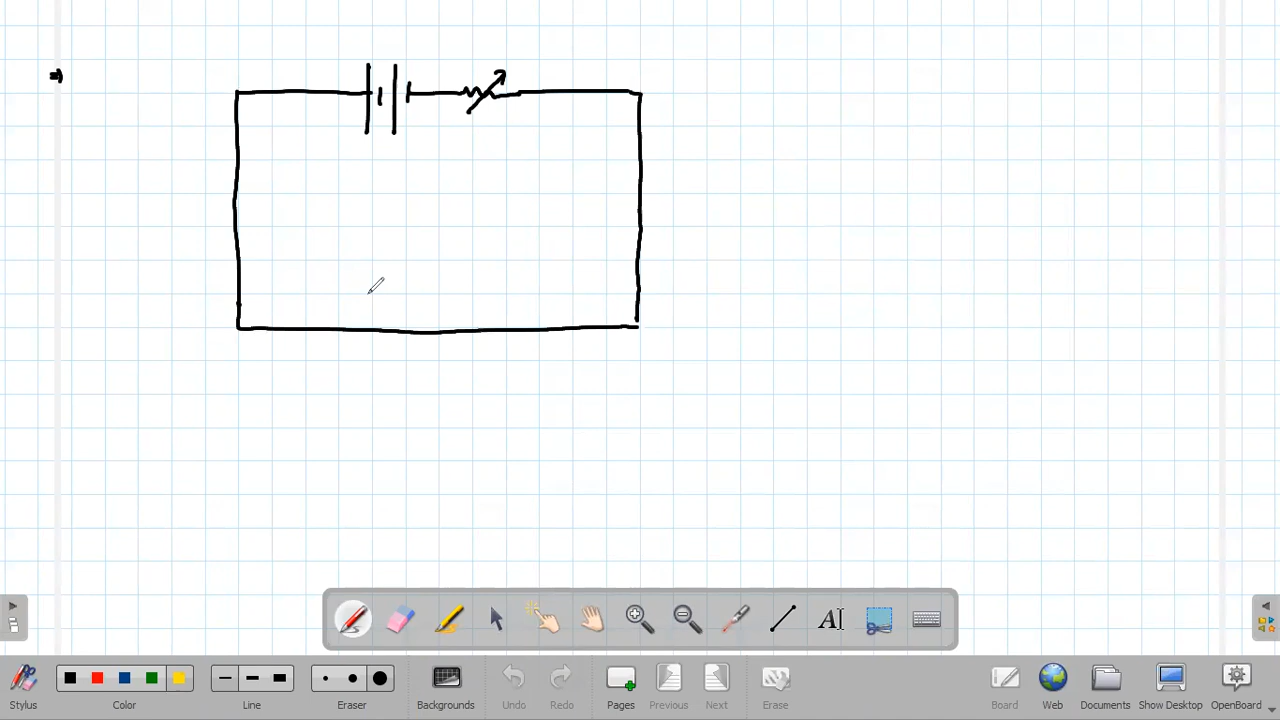 ⇒
A
Stylus
Color
Line
Eraser
Backgrounds
Undo
Redo
Pages
Previous
Next
Erase
Board
Web
Documents
Show Desktop
OpenBoard